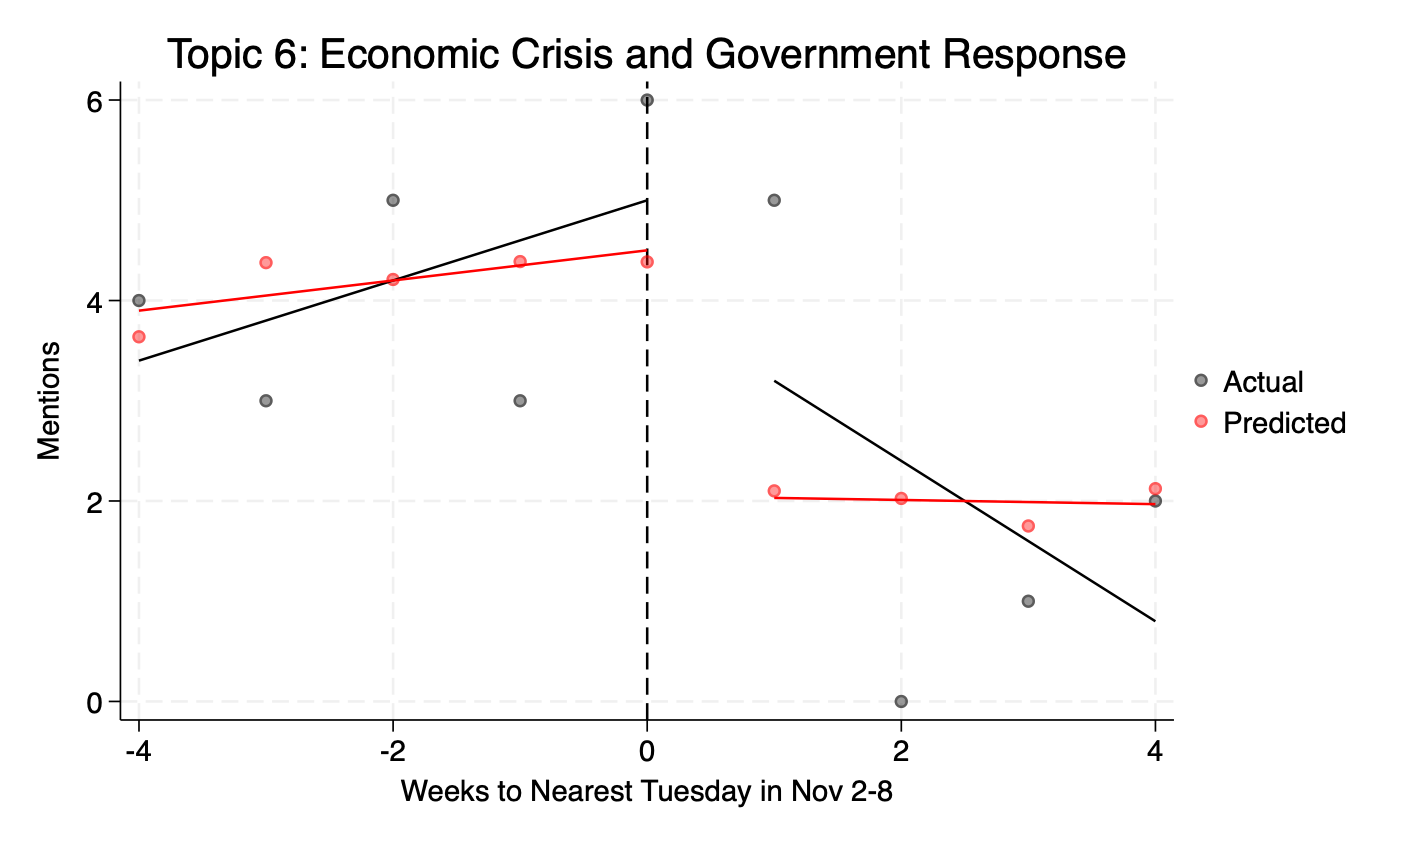 Topic 6: Economic Crisis and Government Response
6
4
2
0
Mentions
-4
-2
0
2
4
Weeks to Nearest Tuesday in Nov 2-8
Actual
Predicted